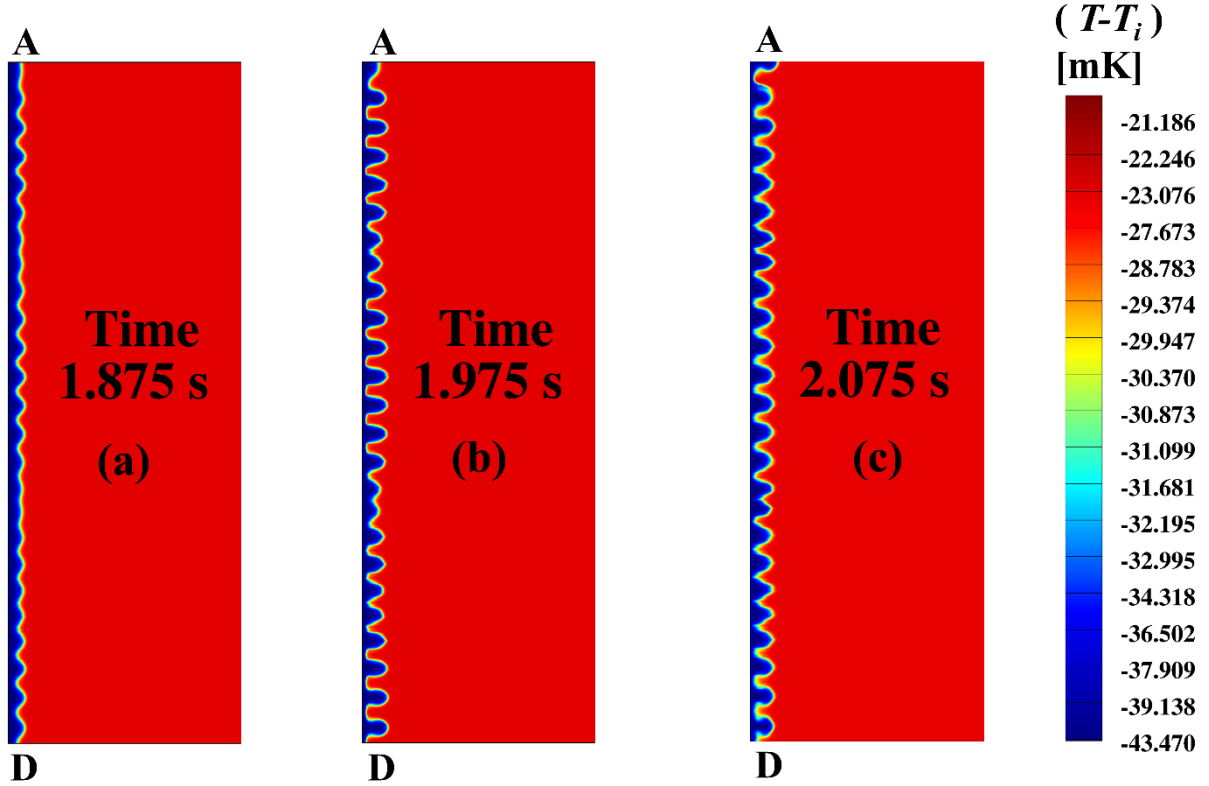 A
Time
1.875 s
(a)
D
A
Time
1.975 s
(b)
D
A
Time
2.075 s
(c)
D
( T-Tᵢ )
[mK]
-21.186
-22.246
-23.076
-27.673
-28.783
-29.374
-29.947
-30.370
-30.873
-31.099
-31.681
-32.195
-32.995
-34.318
-36.502
-37.909
-39.138
-43.470